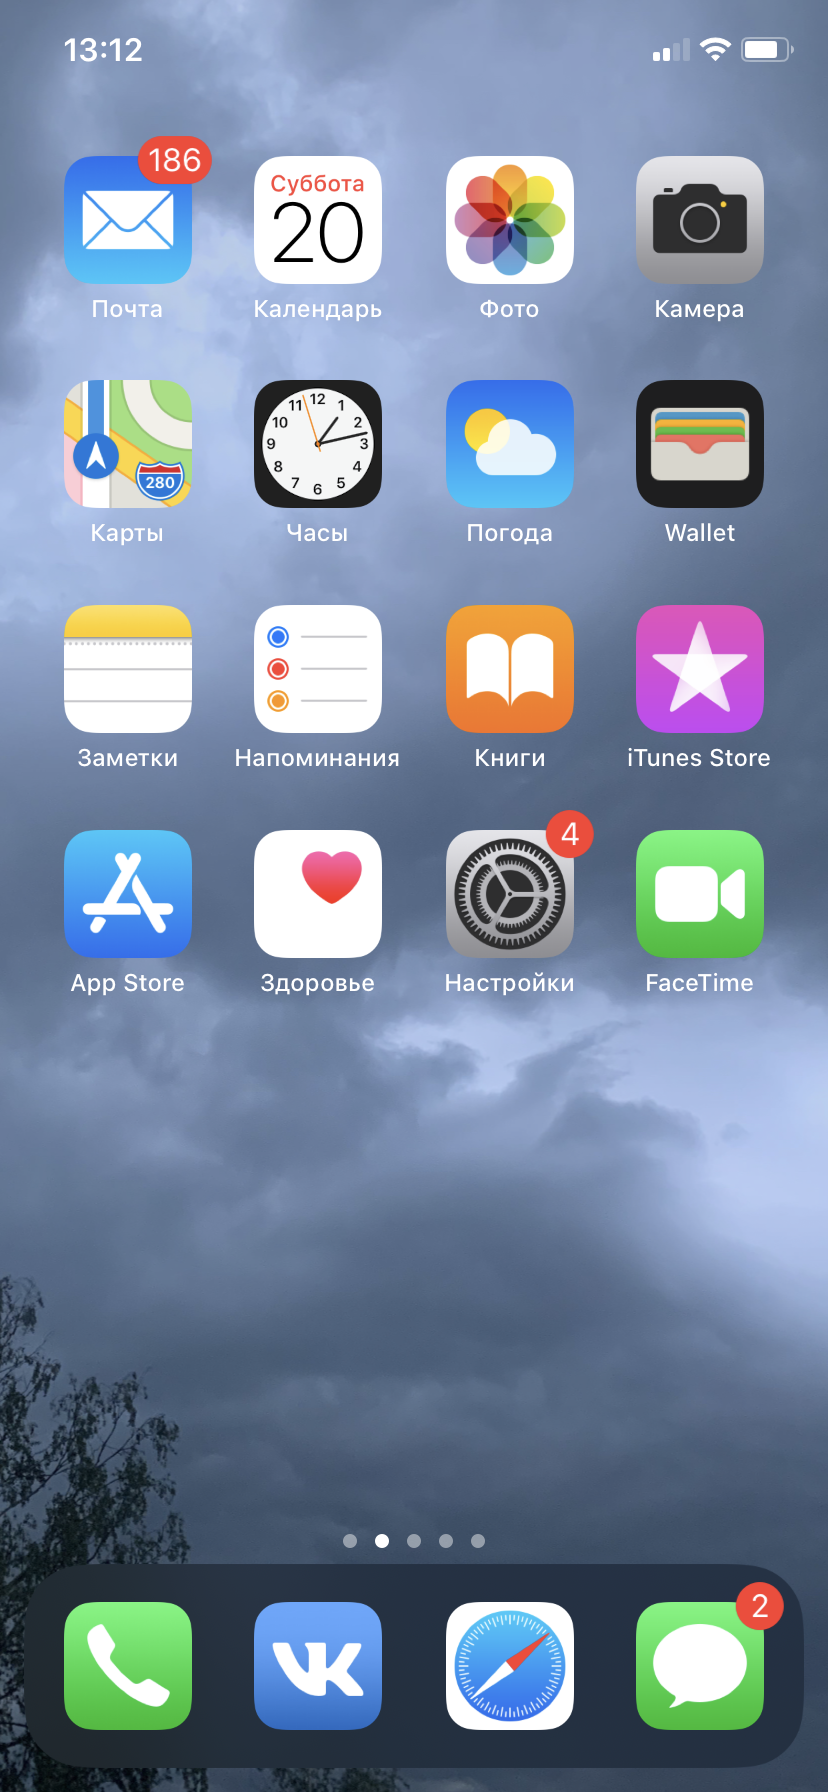 13:12
186
Суббота
20
Почта
Календарь
Фото
Камера
280
12
1
2
3
4
5
6
7
8
9
10
11
Карты
Часы
Погода
Wallet
Заметки
Напоминания
Книги
iTunes Store
4
App Store
Здоровье
Настройки
FaceTime
VK
2